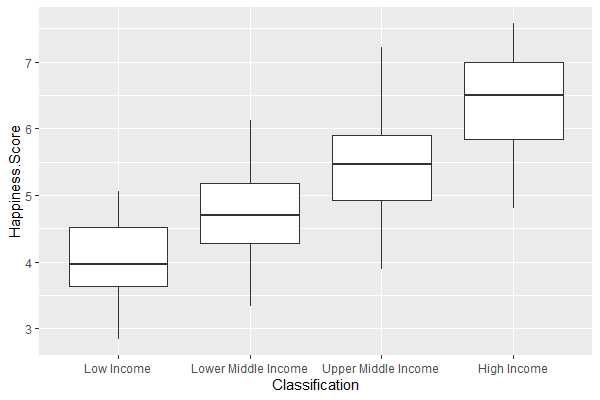 Happiness.Score
7
6
5
4
3
Low Income
Lower Middle Income
Upper Middle Income
High Income
Classification